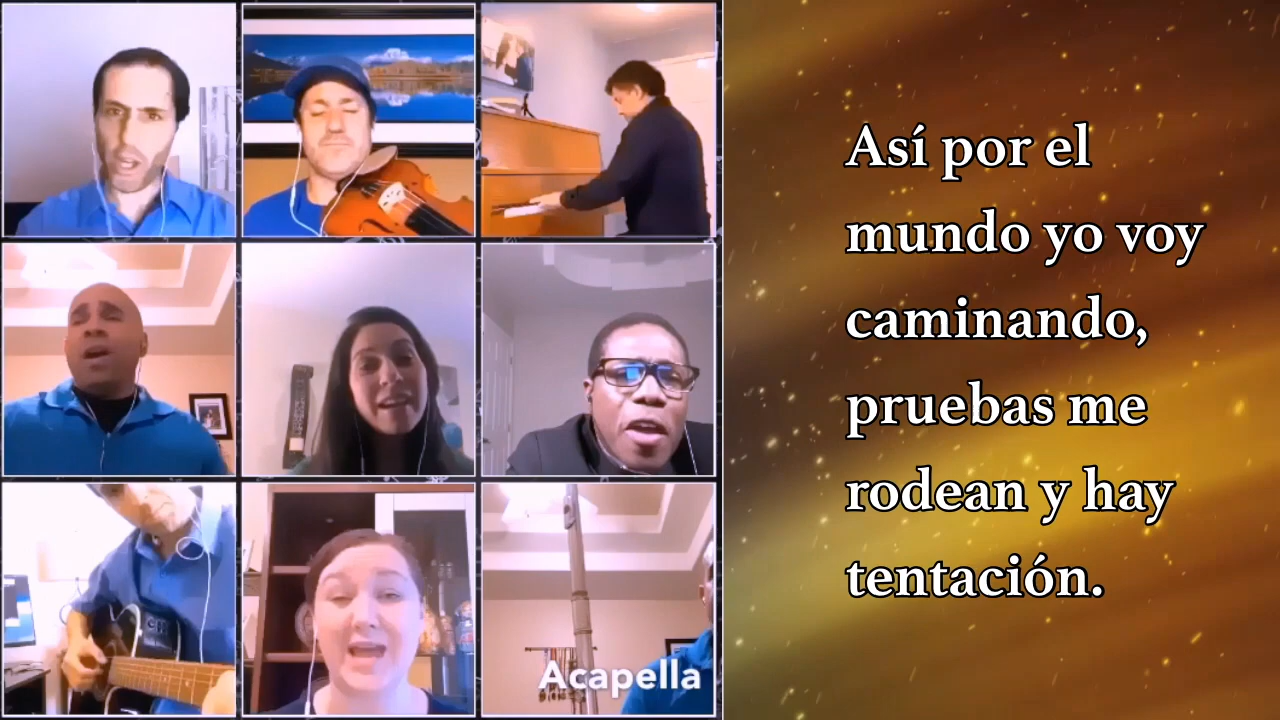 Así por el
mundo yo voy
caminando,
pruebas me
rodean y hay
tentación.
Acapella